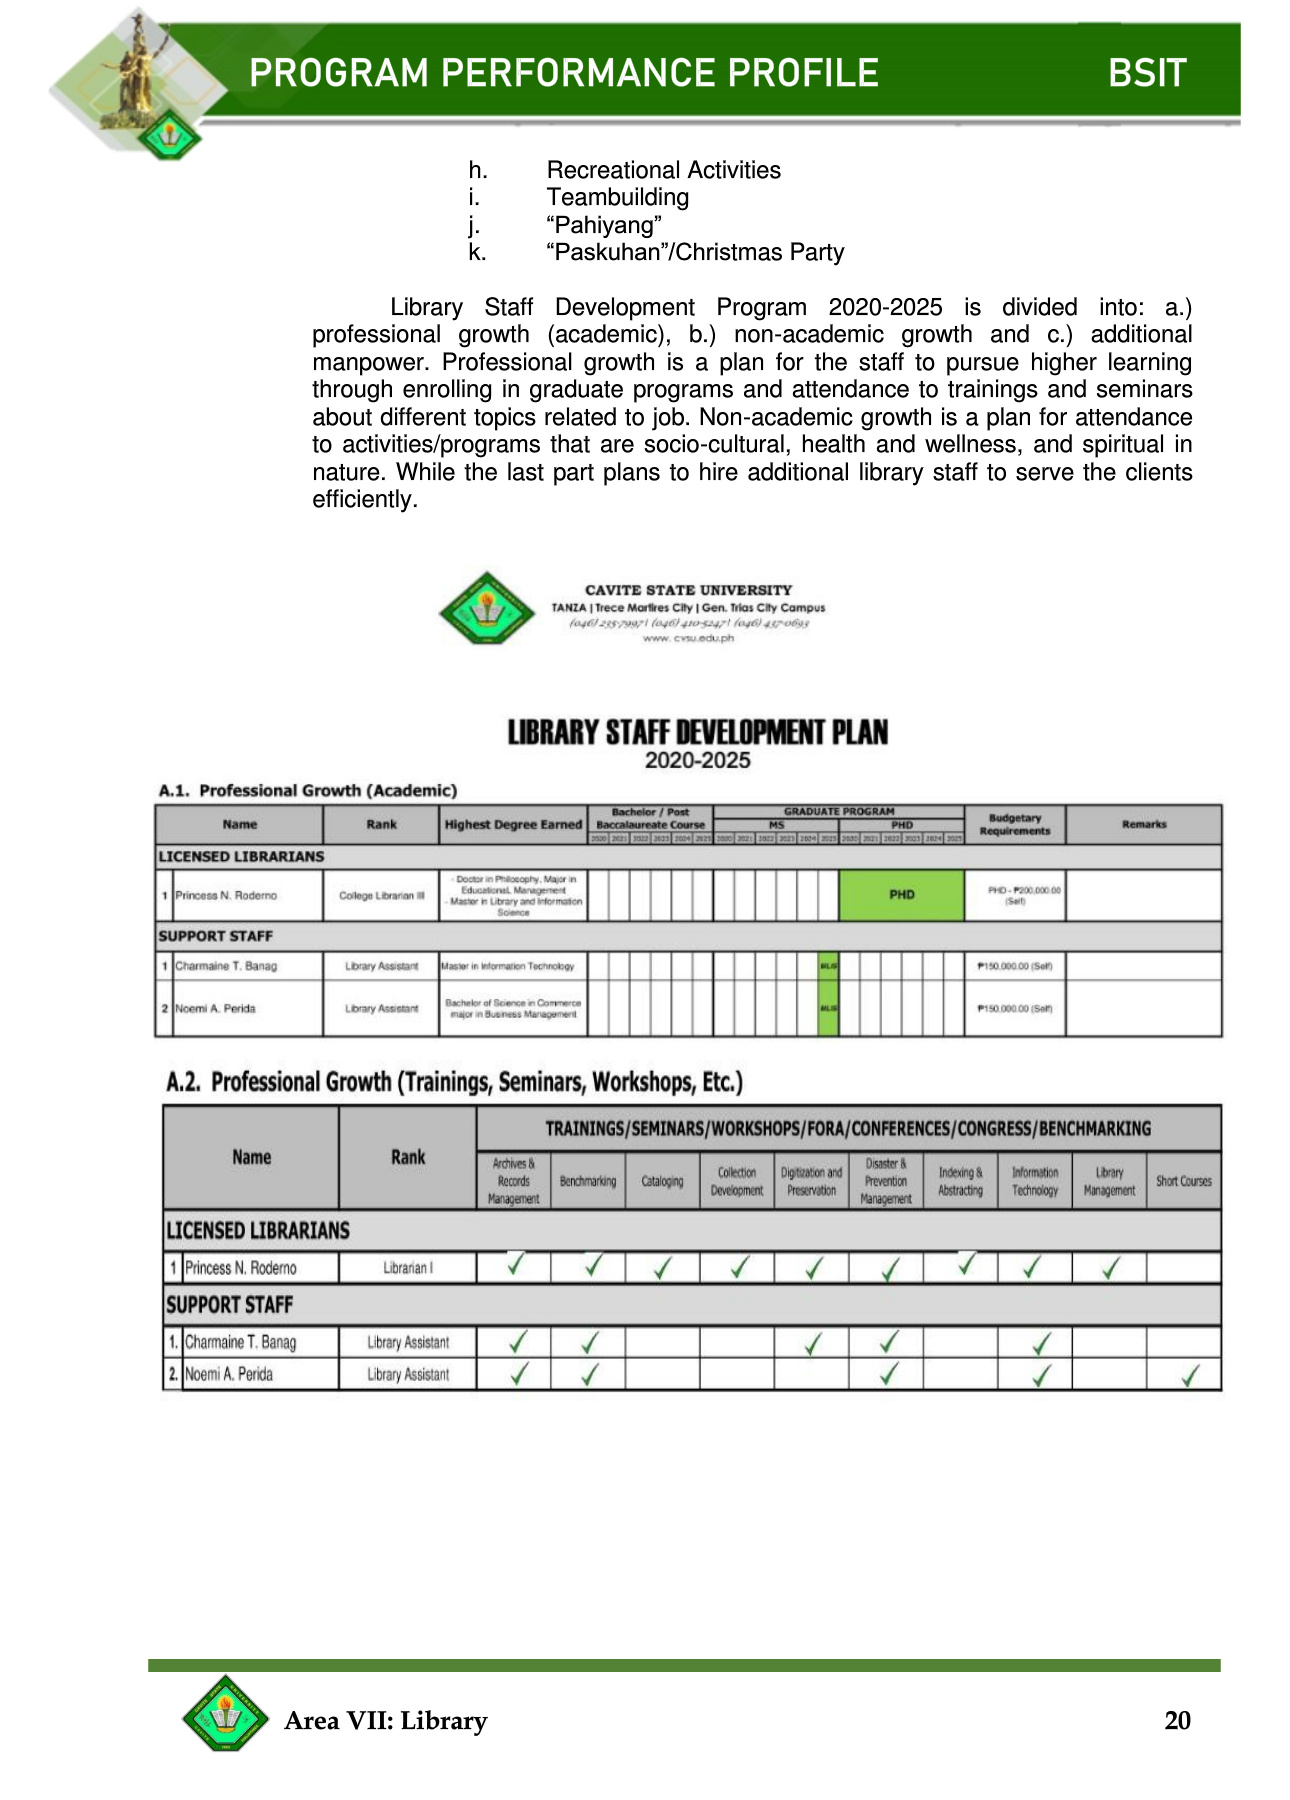 PROGRAM PERFORMANCE PROFILE BSIT
h. Recreational Activities
i. Teambuilding
j. “Pahiyang”
k. “Paskuhan”/Christmas Party
Library Staff Development Program 2020-2025 is divided into: a.)
professional growth (academic), b.) non-academic growth and c.) additional
manpower. Professional growth is a plan for the staff to pursue higher learning
through enrolling in graduate programs and attendance to trainings and seminars
about different topics related to job. Non-academic growth is a plan for attendance
to activities/programs that are socio-cultural, health and wellness, and spiritual in
nature. While the last part plans to hire additional library staff to serve the clients
efficiently.
CAVITE STATE UNIVERSITY
TANZA | Trece Martires City | Gen. Trias City Campus
(046) 235-7997 | (046) 410-5247 | (046) 437-0693
www. cvsu.edu.ph
LIBRARY STAFF DEVELOPMENT PLAN
2020-2025
A.1. Professional Growth (Academic)
Name Rank Highest Degree Earned Bachelor / Post Baccalaureate Course GRADUATE PROGRAM Budgetary Requirements Remarks
MS PHD
2020 2021 2022 2023 2024 2025 2020 2021 2022 2023 2024 2025 2020 2021 2022 2023 2024 2025
LICENSED LIBRARIANS
1 Princess N. Roderno College Librarian III - Doctor in Philosophy, Major in Educational Management - Master in Library and Information Science PHD PHD - ₱200,000.00 (Self)
SUPPORT STAFF
1 Charmaine T. Banag Library Assistant Master in Information Technology MLIS ₱150,000.00 (Self)
2 Noemi A. Perida Library Assistant Bachelor of Science in Commerce major in Business Management MLIS ₱150,000.00 (Self)
A.2. Professional Growth (Trainings, Seminars, Workshops, Etc.)
Name Rank TRAININGS/SEMINARS/WORKSHOPS/FORA/CONFERENCES/CONGRESS/BENCHMARKING
Archives & Records Management Benchmarking Cataloging Collection Development Digitization and Preservation Disaster & Prevention Management Indexing & Abstracting Information Technology Library Management Short Courses
LICENSED LIBRARIANS
1 Princess N. Roderno Librarian I ✓ ✓ ✓ ✓ ✓ ✓ ✓ ✓ ✓
SUPPORT STAFF
1. Charmaine T. Banag Library Assistant ✓ ✓ ✓ ✓ ✓
2. Noemi A. Perida Library Assistant ✓ ✓ ✓ ✓ ✓
Area VII: Library 20